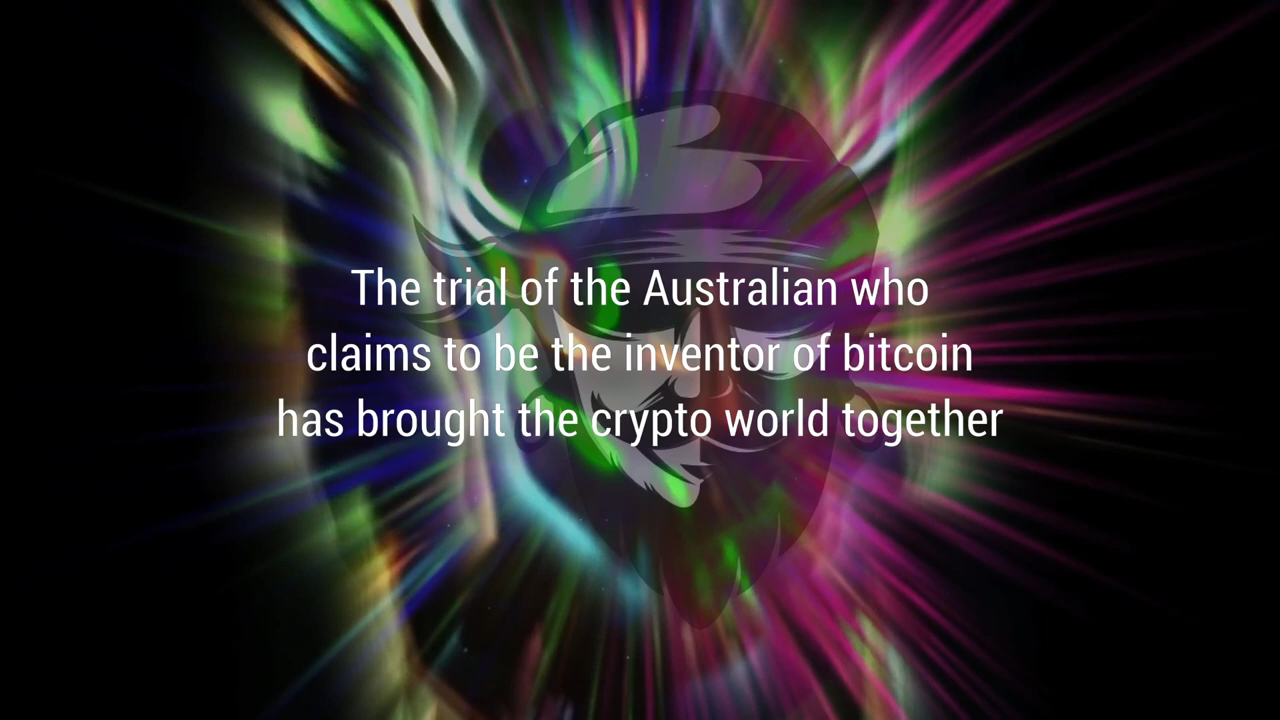 The trial of the Australian who
claims to be the inventor of bitcoin
has brought the crypto world together